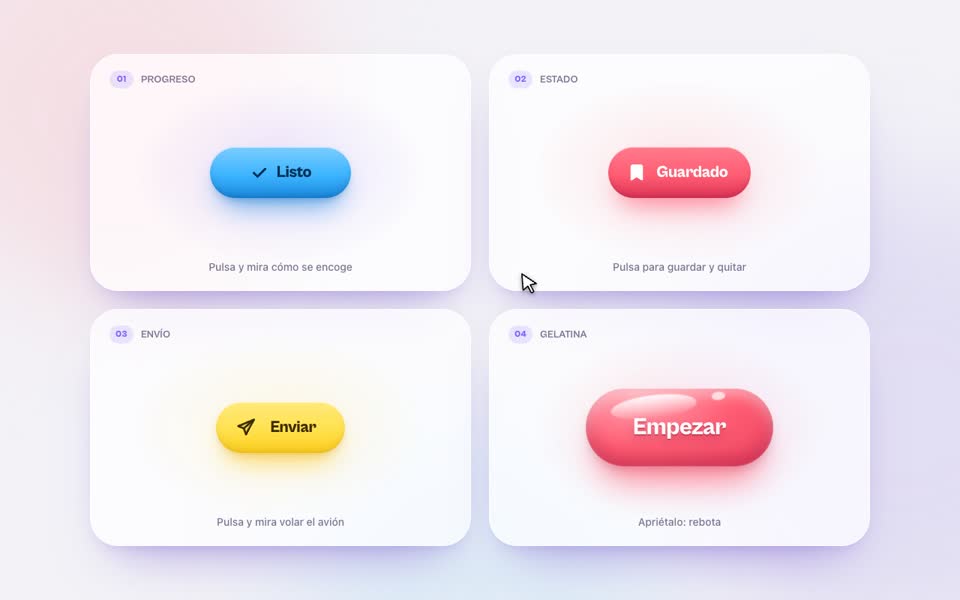 01 PROGRESO
Listo
Pulsa y mira cómo se encoge
02 ESTADO
Guardado
Pulsa para guardar y quitar
03 ENVÍO
Enviar
Pulsa y mira volar el avión
04 GELATINA
Empezar
Apriétalo: rebota